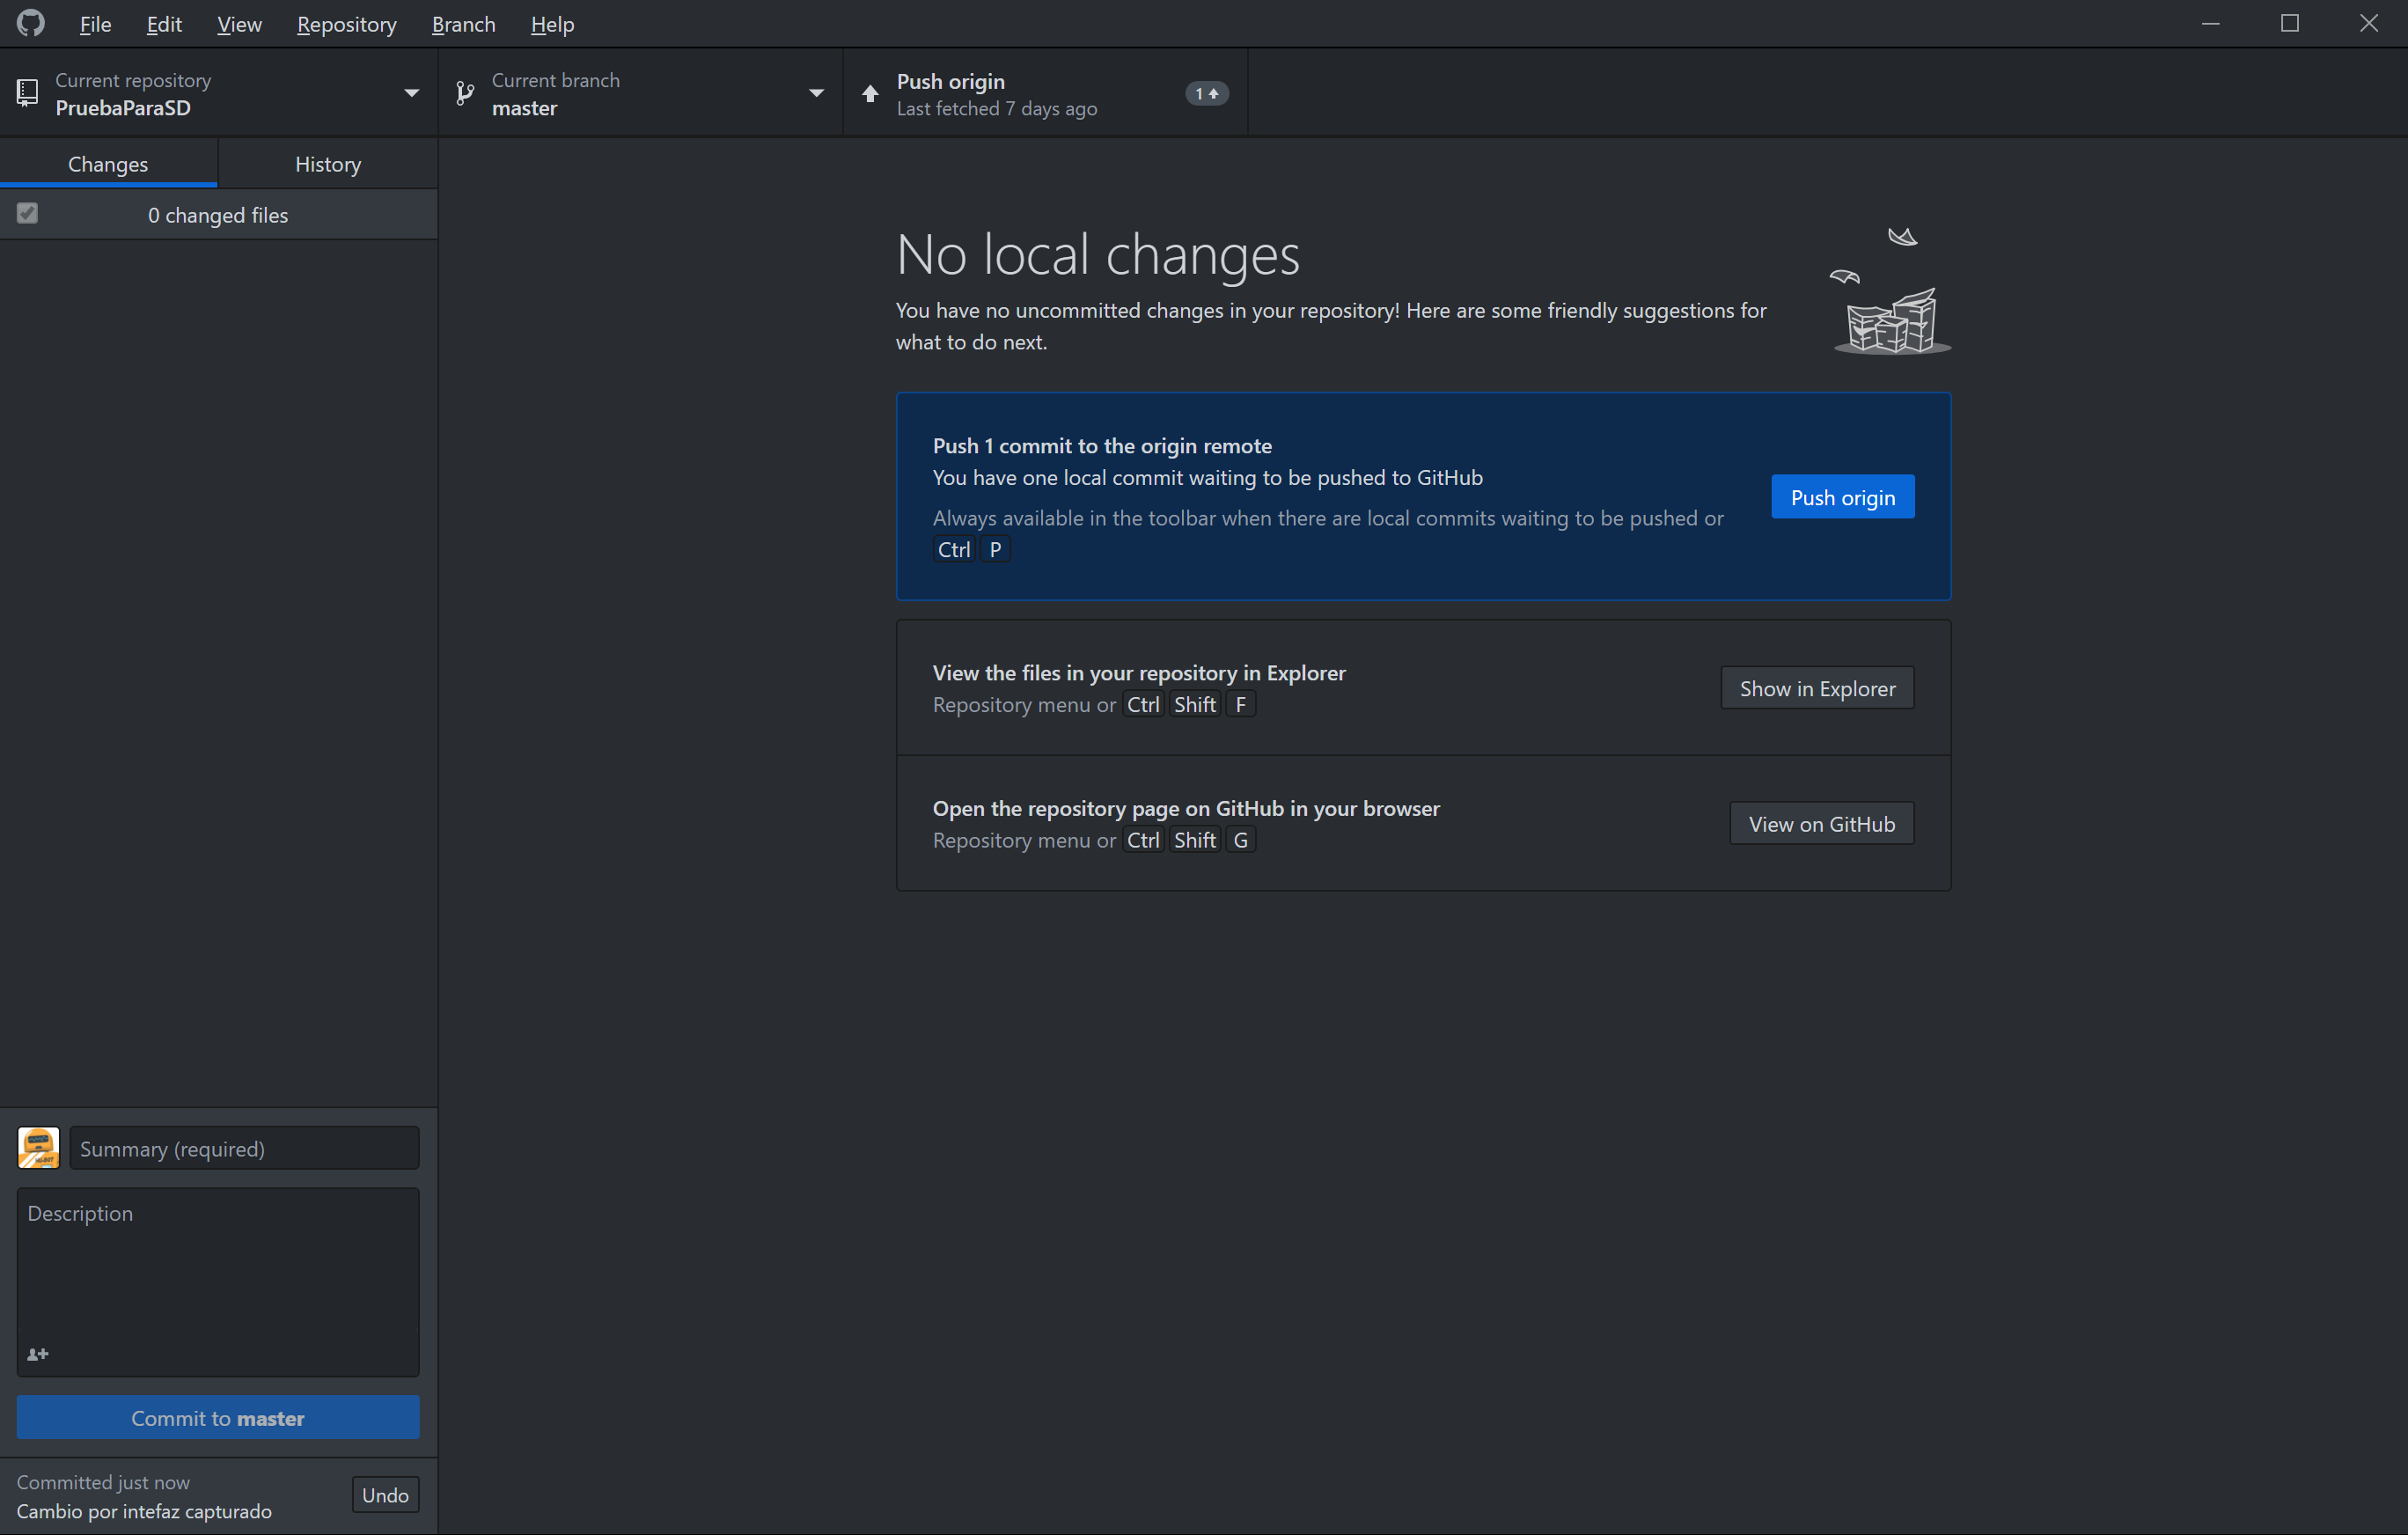 File Edit View Repository Branch Help
Current repository
PruebaParaSD
Current branch
master
Push origin
Last fetched 7 days ago
1
Changes History
0 changed files
No local changes
You have no uncommitted changes in your repository! Here are some friendly suggestions for
what to do next.
Push 1 commit to the origin remote
You have one local commit waiting to be pushed to GitHub
Always available in the toolbar when there are local commits waiting to be pushed or
Ctrl P
Push origin
View the files in your repository in Explorer
Repository menu or Ctrl Shift F
Show in Explorer
Open the repository page on GitHub in your browser
Repository menu or Ctrl Shift G
View on GitHub
Summary (required)
Description
Commit to master
Committed just now
Cambio por intefaz capturado
Undo